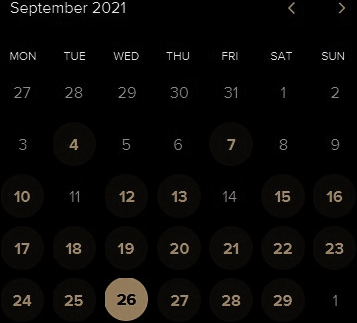 September 2021 < >
MON TUE WED THU FRI SAT SUN
27 28 29 30 31 1 2
3 4 5 6 7 8 9
10 11 12 13 14 15 16
17 18 19 20 21 22 23
24 25 26 27 28 29 1